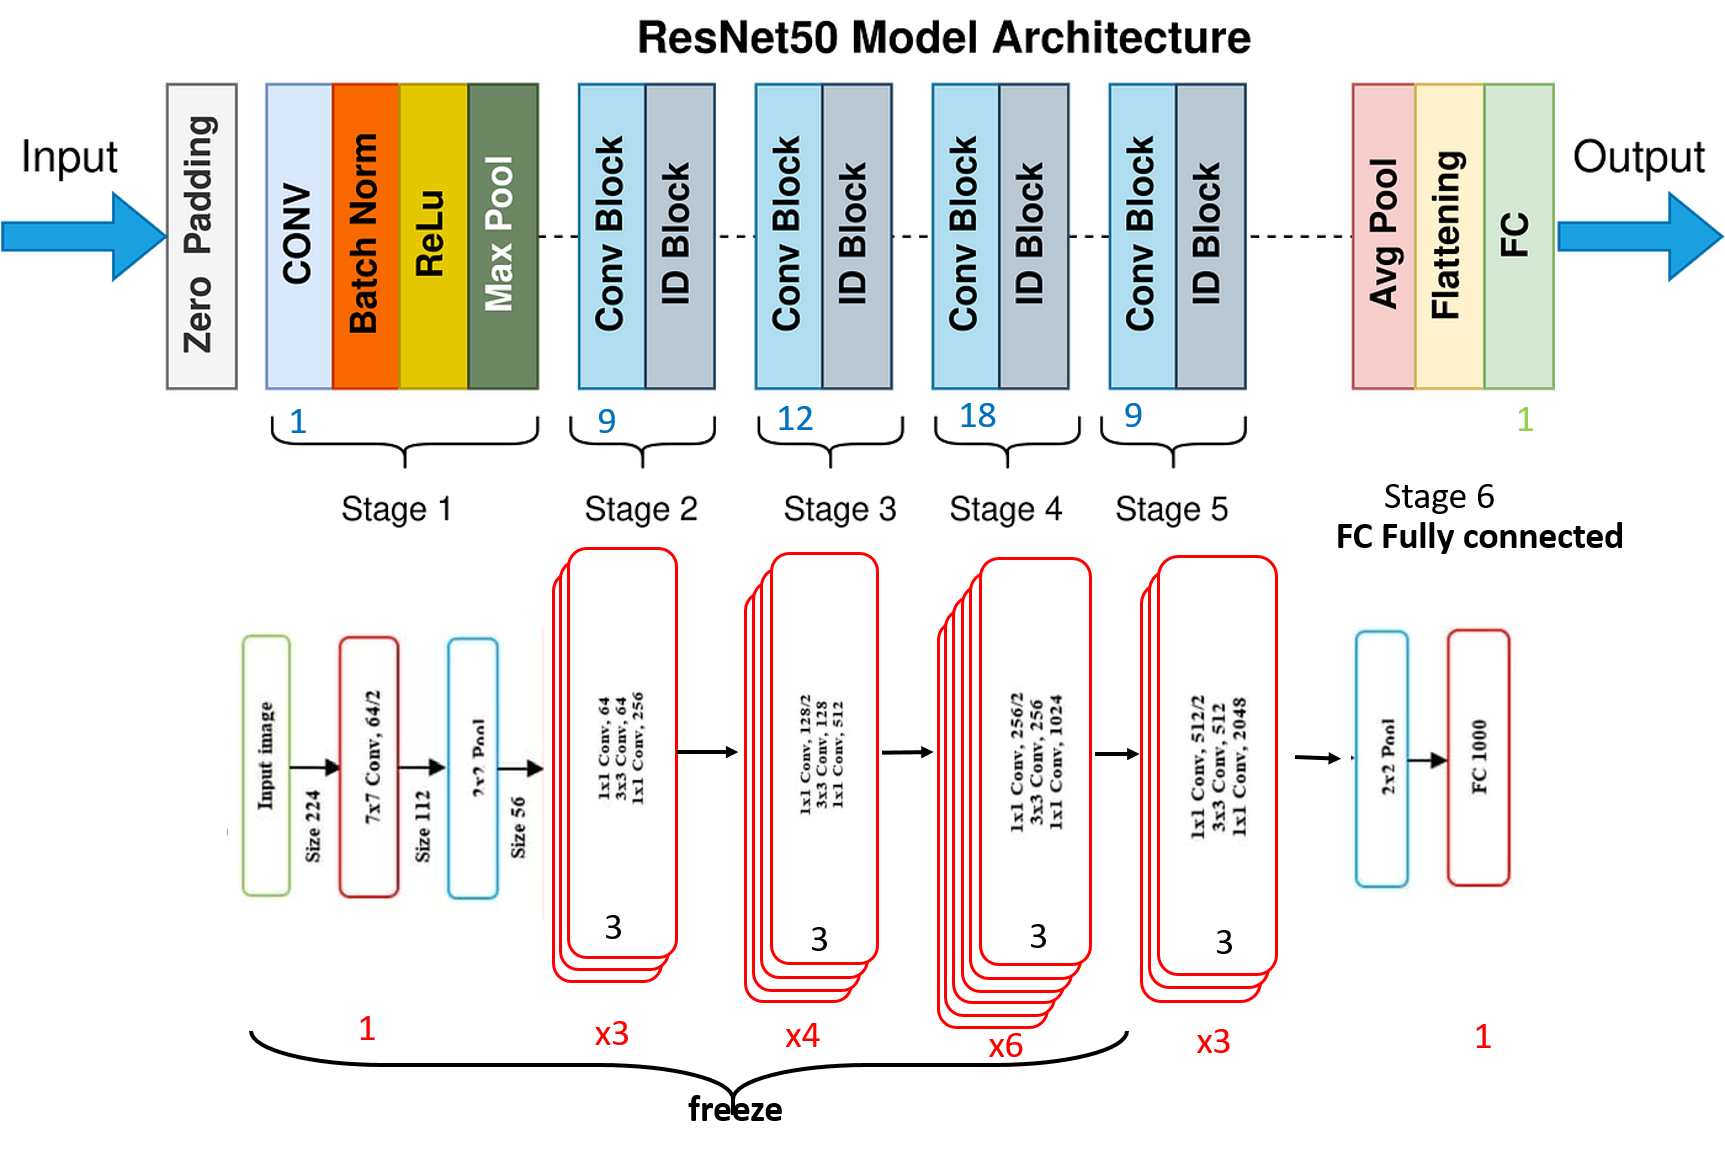 ResNet50 Model Architecture
Input
Zero Padding
CONV
Batch Norm
ReLu
Max Pool
Conv Block
ID Block
Conv Block
ID Block
Conv Block
ID Block
Conv Block
ID Block
Avg Pool
Flattening
FC
Output
1
9
12
18
9
1
Stage 1
Stage 2
Stage 3
Stage 4
Stage 5
Stage 6
FC Fully connected
Input image
Size 224
7x7 Conv, 64/2
Size 112
2x2 Pool
Size 56
1x1 Conv, 64
3x3 Conv, 64
1x1 Conv, 256
3
1x1 Conv, 128/2
3x3 Conv, 128
1x1 Conv, 512
3
1x1 Conv, 256/2
3x3 Conv, 256
1x1 Conv, 1024
3
1x1 Conv, 512/2
3x3 Conv, 512
1x1 Conv, 2048
3
2x2 Pool
FC 1000
1
x3
x4
x6
x3
1
freeze